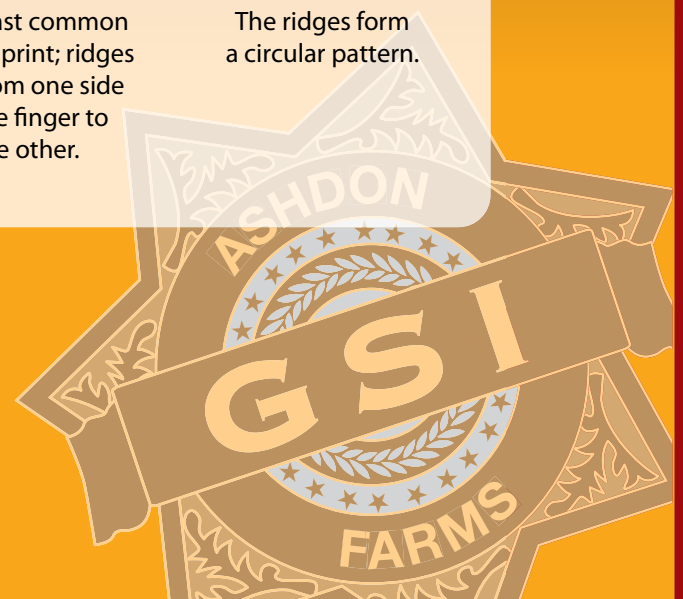 ast common
print; ridges
om one side
e finger to
e other.
The ridges form
a circular pattern.
ASHDON
GSI
FARMS